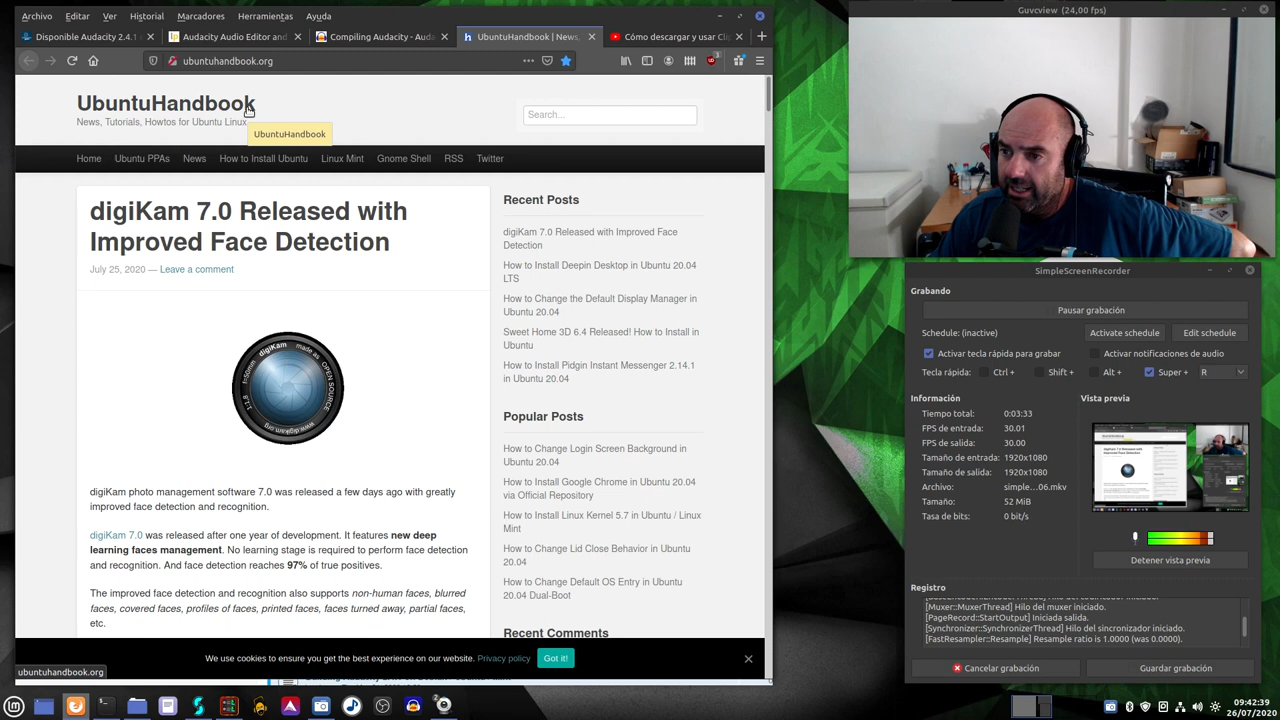 Archivo Editar Ver Historial Marcadores Herramientas Ayuda
Disponible Audacity 2.4.1
Audacity Audio Editor and
Compiling Audacity - Auda
UbuntuHandbook | News,
Cómo descargar y usar Cli
ubuntuhandbook.org
3
UbuntuHandbook
News, Tutorials, Howtos for Ubuntu Linux
Search...
UbuntuHandbook
Home Ubuntu PPAs News How to Install Ubuntu Linux Mint Gnome Shell RSS Twitter
digiKam 7.0 Released with
Improved Face Detection
July 25, 2020 — Leave a comment
digiKam made as OPEN SOURCE www.digikam.org f=50mm 1:1.8
digiKam photo management software 7.0 was released a few days ago with greatly
improved face detection and recognition.
digiKam 7.0 was released after one year of development. It features new deep
learning faces management. No learning stage is required to perform face detection
and recognition. And face detection reaches 97% of true positives.
The improved face detection and recognition also supports non-human faces, blurred
faces, covered faces, profiles of faces, printed faces, faces turned away, partial faces,
etc.
Recent Posts
digiKam 7.0 Released with Improved Face
Detection
How to Install Deepin Desktop in Ubuntu 20.04
LTS
How to Change the Default Display Manager in
Ubuntu 20.04
Sweet Home 3D 6.4 Released! How to Install in
Ubuntu
How to Install Pidgin Instant Messenger 2.14.1
in Ubuntu 20.04
Popular Posts
How to Change Login Screen Background in
Ubuntu 20.04
How to Install Google Chrome in Ubuntu 20.04
via Official Repository
How to Install Linux Kernel 5.7 in Ubuntu / Linux
Mint
How to Change Lid Close Behavior in Ubuntu
20.04
How to Change Default OS Entry in Ubuntu
20.04 Dual-Boot
Recent Comments
We use cookies to ensure you get the best experience on our website. Privacy policy Got it!
ubuntuhandbook.org
Guvcview (24,00 fps)
SimpleScreenRecorder
Grabando
Pausar grabación
Schedule: (inactive) Activate schedule Edit schedule
Activar tecla rápida para grabar Activar notificaciones de audio
Tecla rápida: Ctrl + Shift + Alt + Super + R
Información
Tiempo total: 0:03:33
FPS de entrada: 30.01
FPS de salida: 30.00
Tamaño de entrada: 1920x1080
Tamaño de salida: 1920x1080
Archivo: simple....06.mkv
Tamaño: 52 MiB
Tasa de bits: 0 bit/s
Vista previa
Detener vista previa
Registro
[Muxer::MuxerThread] Hilo del muxer iniciado.
[PageRecord::StartOutput] Iniciada salida.
[Synchronizer::SynchronizerThread] Hilo del sincronizador iniciado.
[FastResampler::Resample] Resample ratio is 1.0000 (was 0.0000).
Cancelar grabación Guardar grabación
09:42:39
26/07/2020